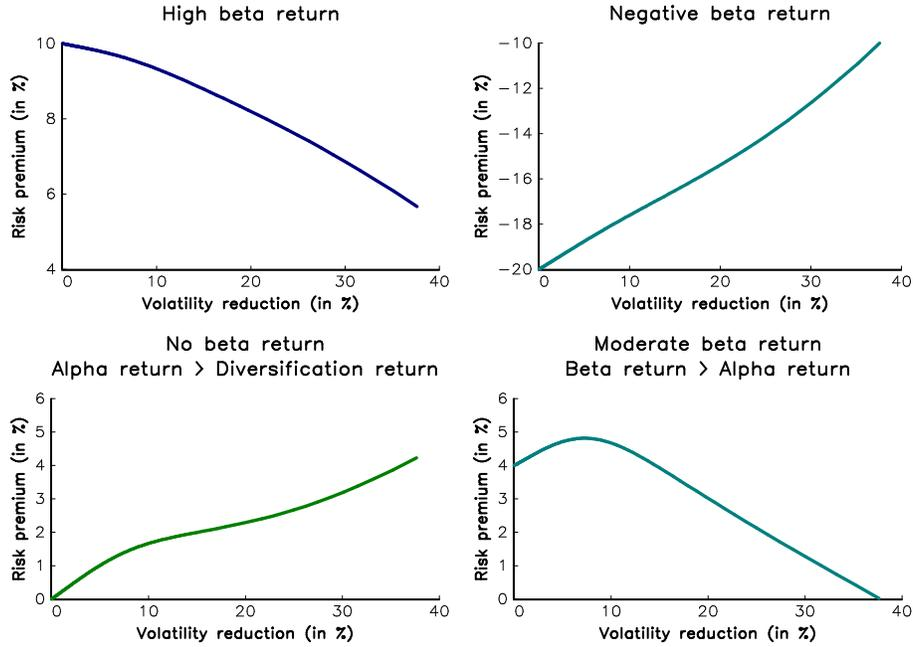 High beta return
Risk premium (in %)
10
8
6
4
0 10 20 30 40
Volatility reduction (in %)
Negative beta return
Risk premium (in %)
−10
−12
−14
−16
−18
−20
0 10 20 30 40
Volatility reduction (in %)
No beta return
Alpha return > Diversification return
Risk premium (in %)
6
5
4
3
2
1
0
0 10 20 30 40
Volatility reduction (in %)
Moderate beta return
Beta return > Alpha return
Risk premium (in %)
6
5
4
3
2
1
0
0 10 20 30 40
Volatility reduction (in %)